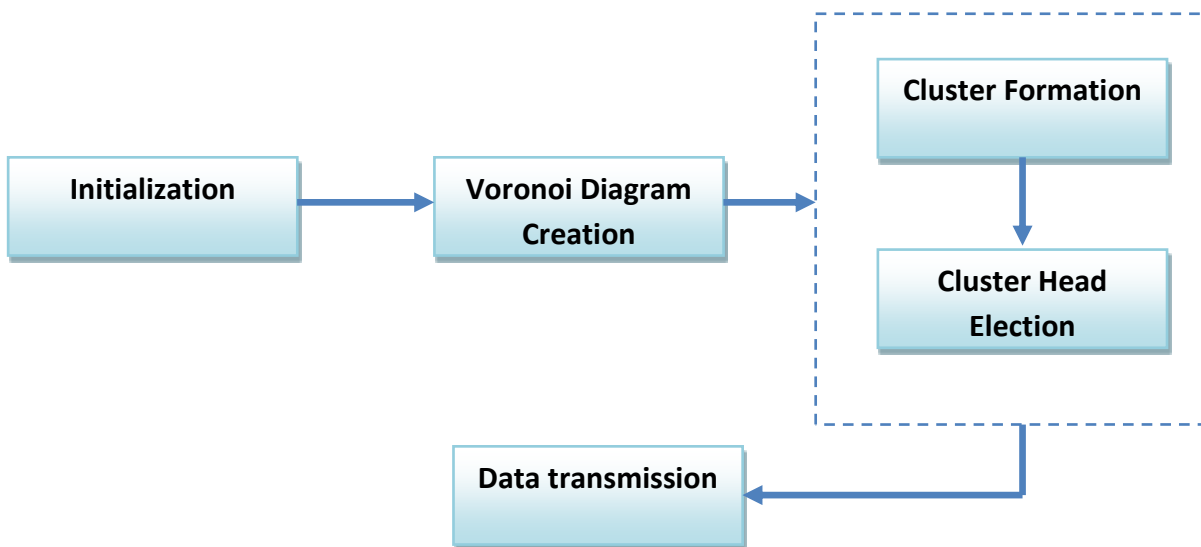 Initialization
Voronoi Diagram
Creation
Cluster Formation
Cluster Head
Election
Data transmission